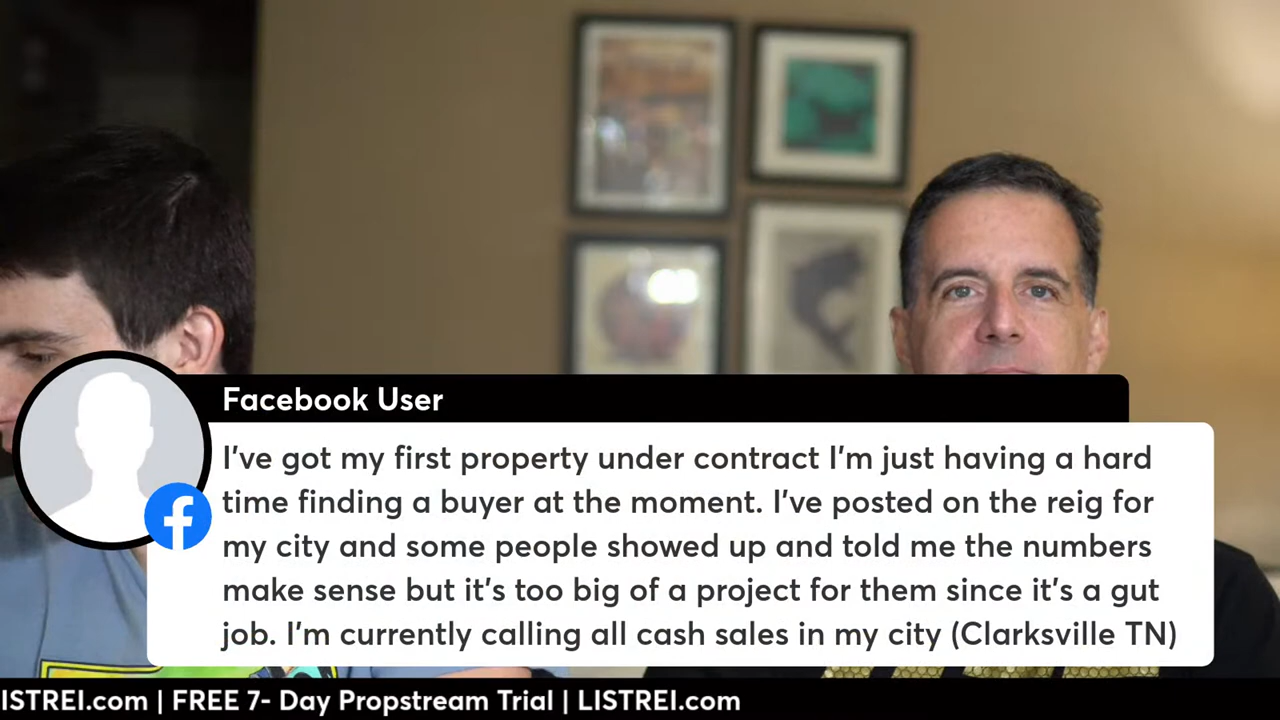 Facebook User
I've got my first property under contract I'm just having a hard
time finding a buyer at the moment. I've posted on the reig for
my city and some people showed up and told me the numbers
make sense but it's too big of a project for them since it's a gut
job. I'm currently calling all cash sales in my city (Clarksville TN)
ISTREI.com | FREE 7- Day Propstream Trial | LISTREI.com